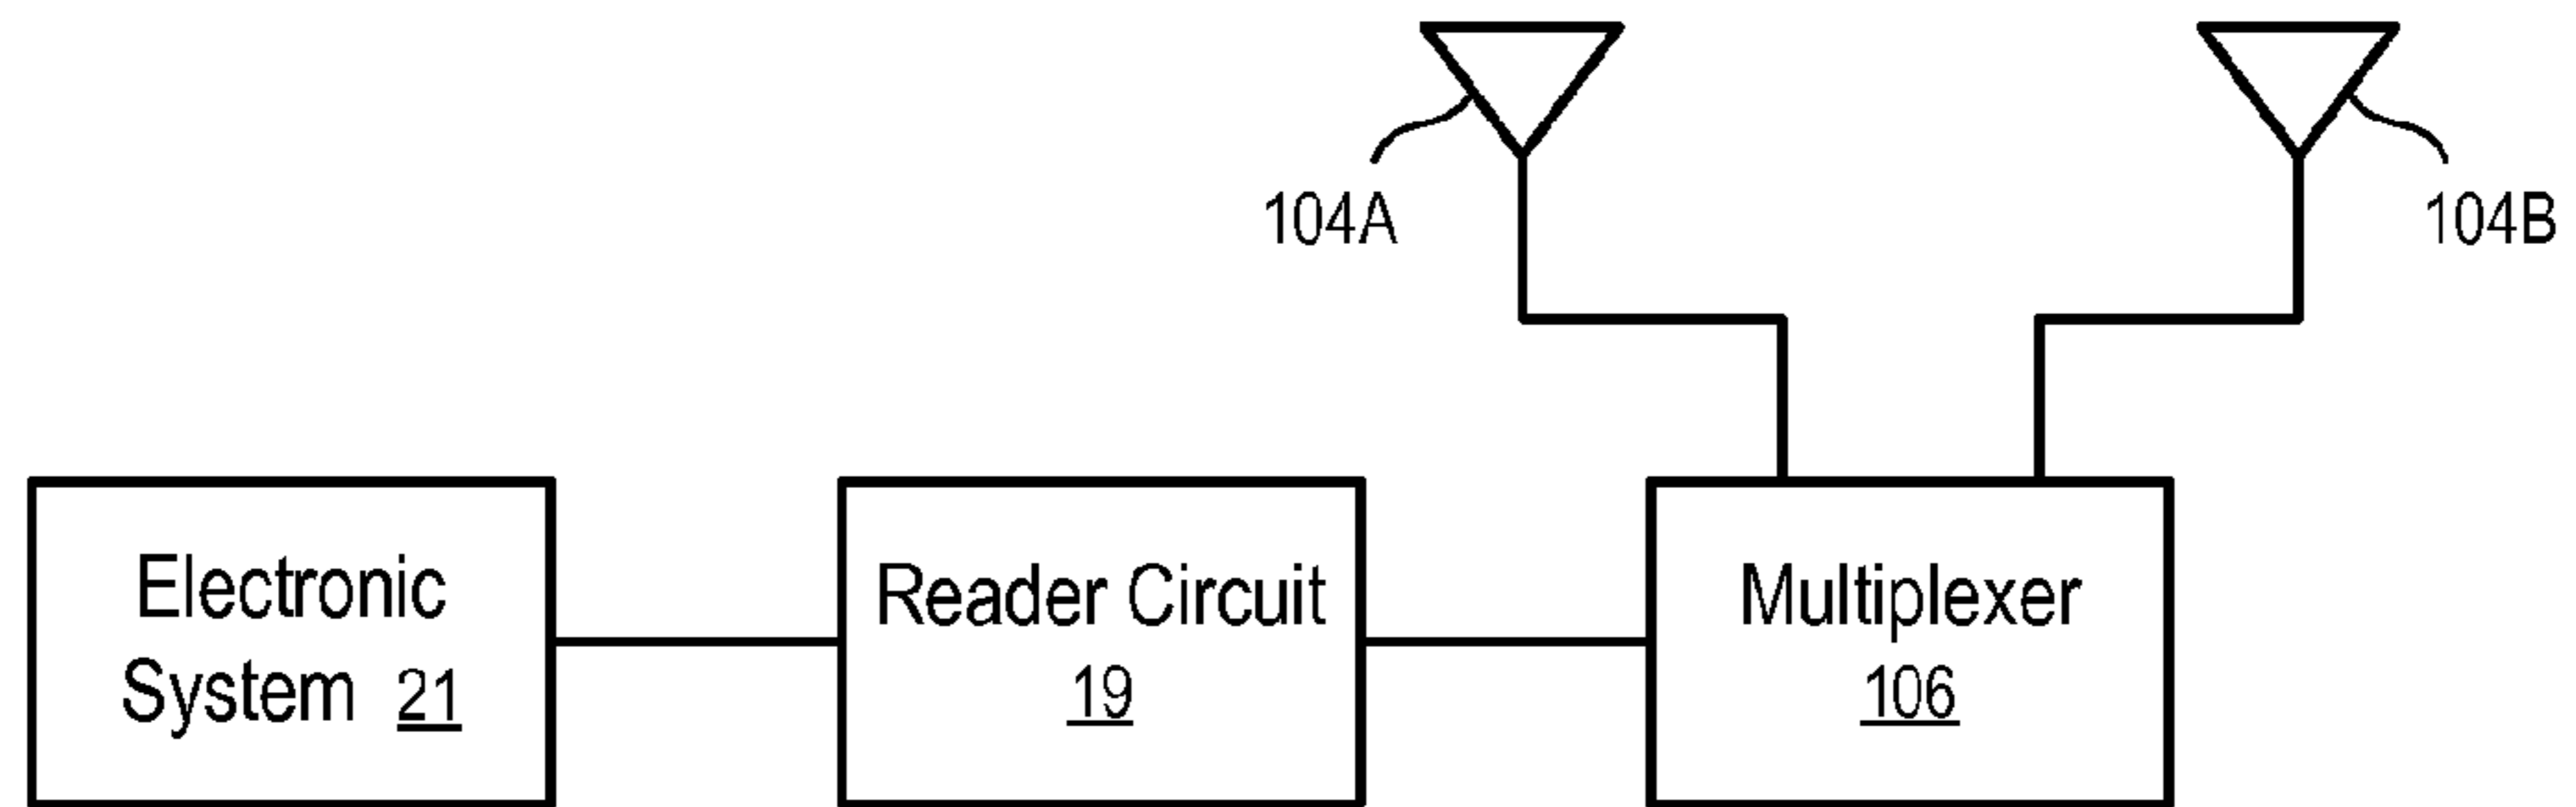 104A
104B
Electronic
System 21
Reader Circuit
19
Multiplexer
106